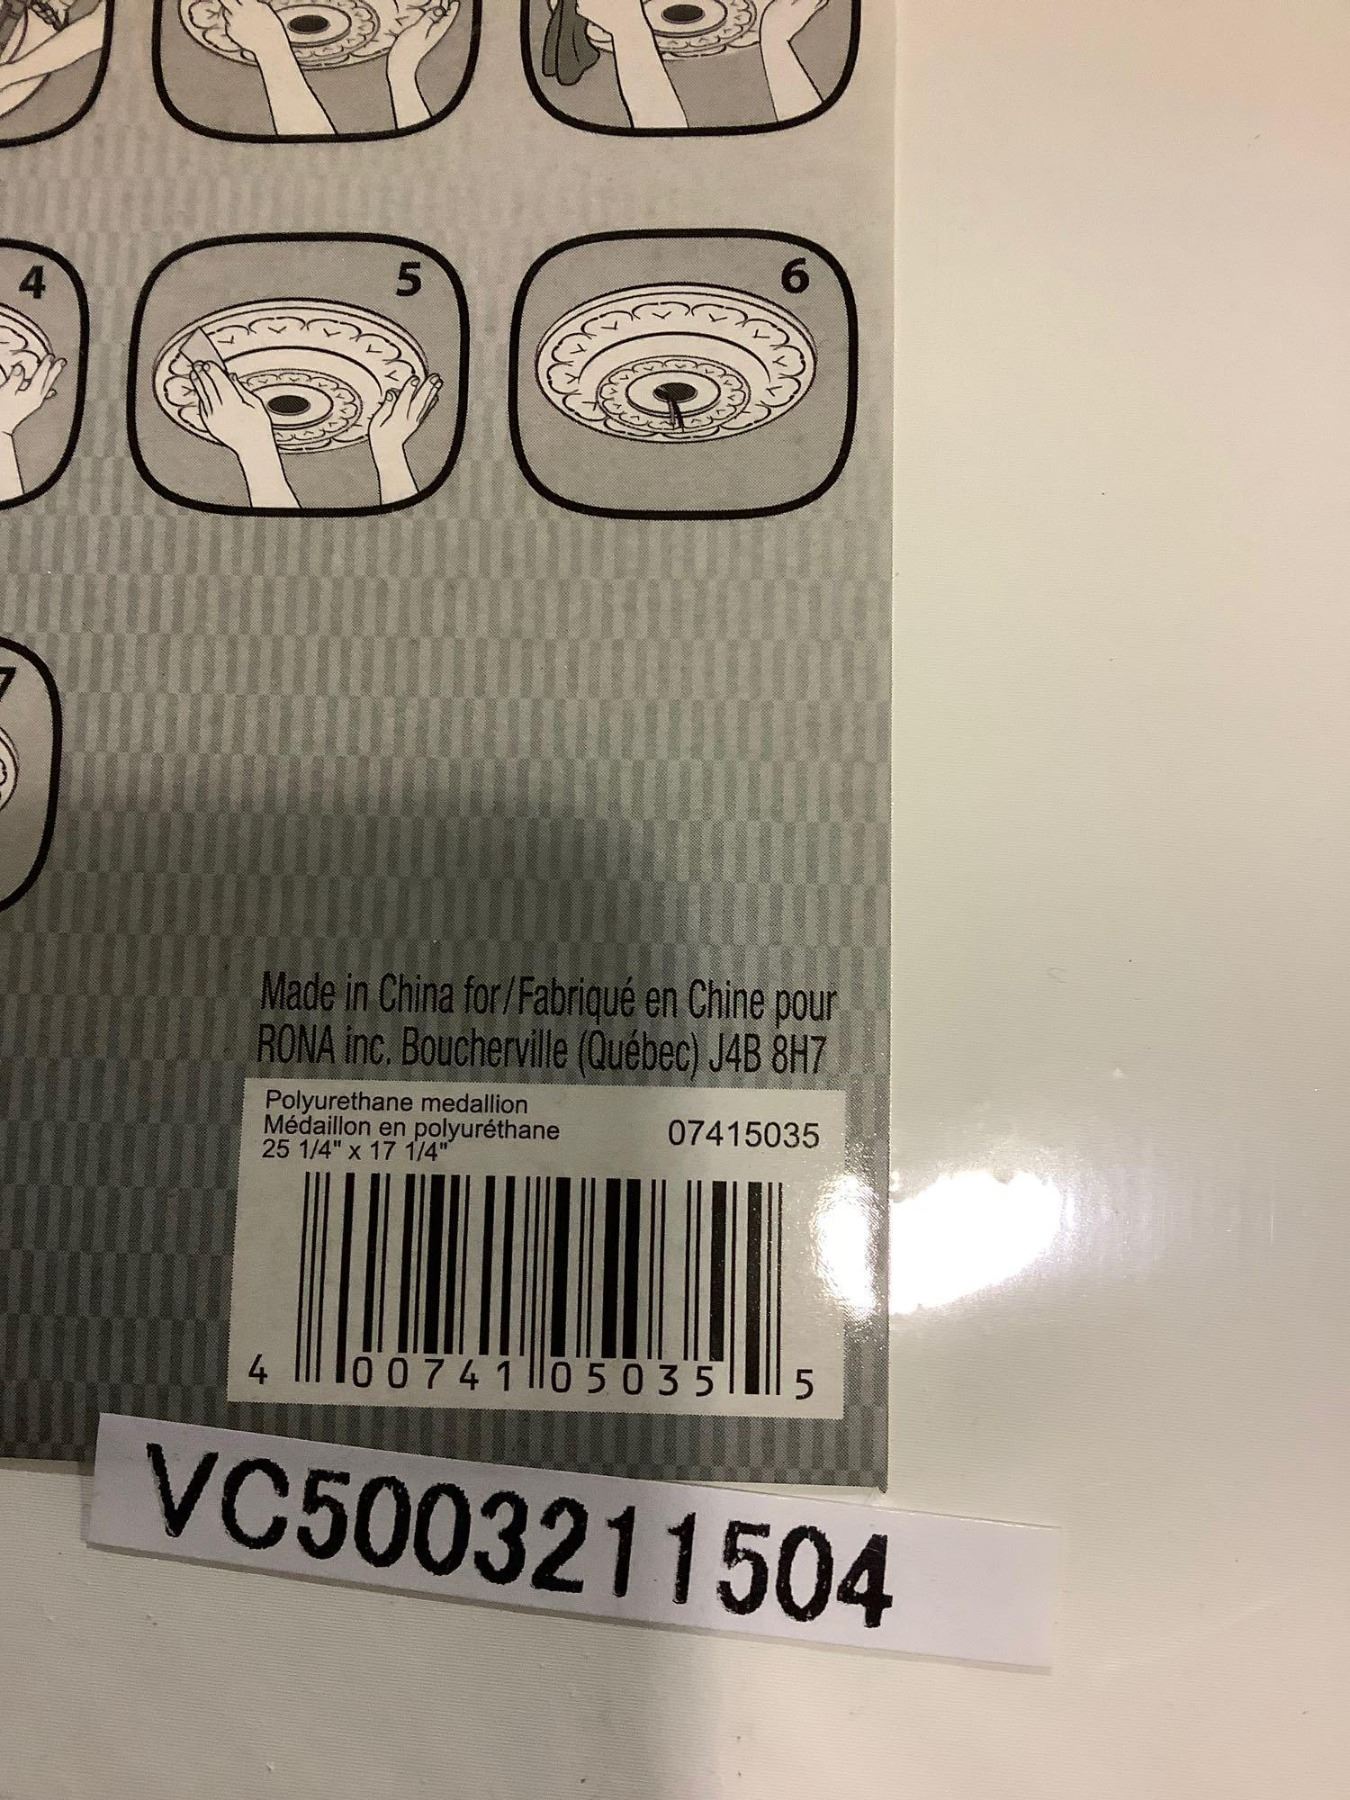 4
5
6
7
Made in China for/Fabriqué en Chine pour
RONA inc. Boucherville (Québec) J4B 8H7
Polyurethane medallion
Médaillon en polyuréthane
25 1/4" x 17 1/4"
07415035
4 00741 05035 5
VC5003211504